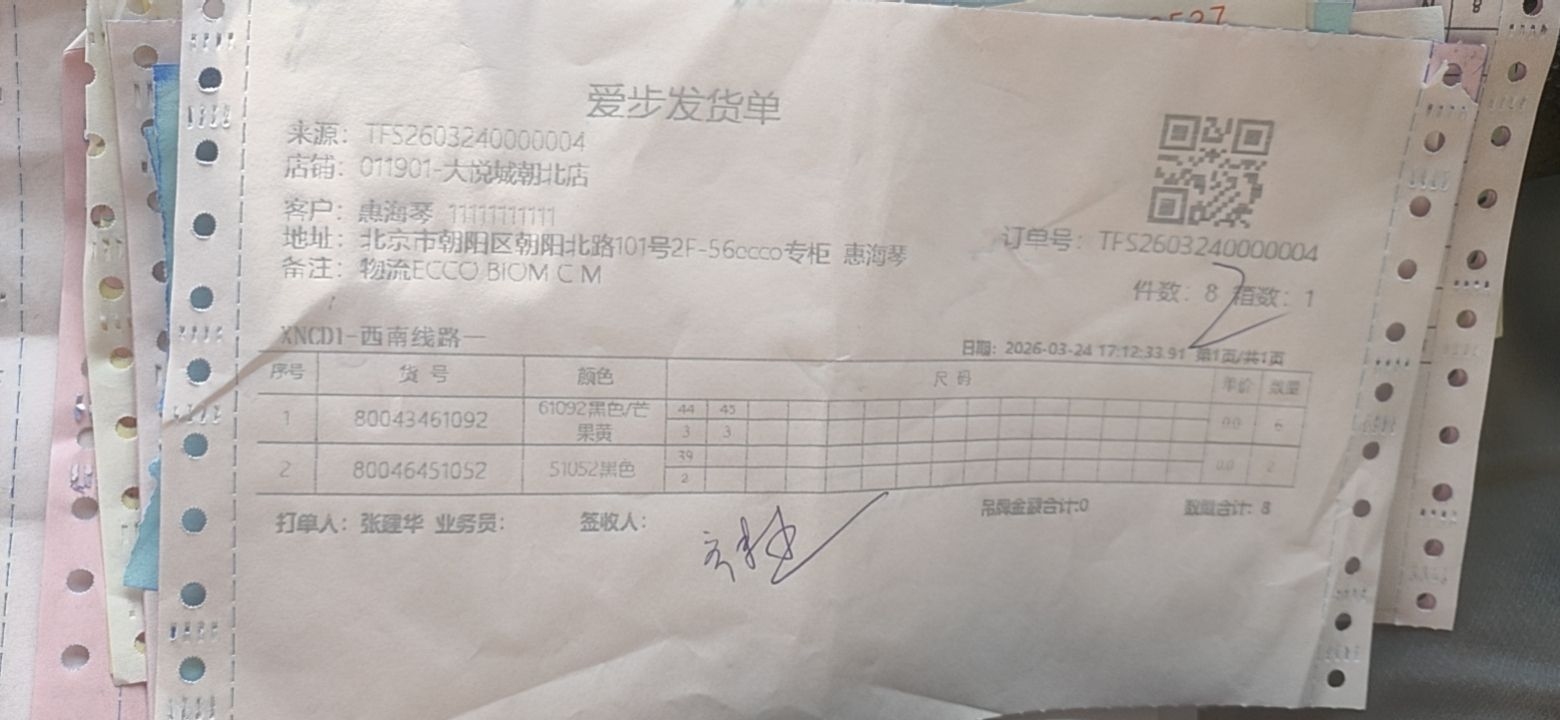 爱步发货单
来源：TFS2603240000004
店铺：011901-大悦城朝北店
客户：惠海琴 11111111111
地址：北京市朝阳区朝阳北路101号2F-56ecco专柜 惠海琴
订单号：TFS2603240000004
备注：物流ECCO BIOM C M
件数：8 箱数：1
XNCD1-西南线路一
日期：2026-03-24 17:12:33.91 第1页/共1页
序号 货号 颜色 尺码 单价 数量
44 45
1 80043461092 61092黑色/芒果黄 0.0 6
3 3
39
2 80046451052 51052黑色 0.0 2
2
打单人：张建华 业务员： 签收人： 吊牌金额合计:0 数量合计：8